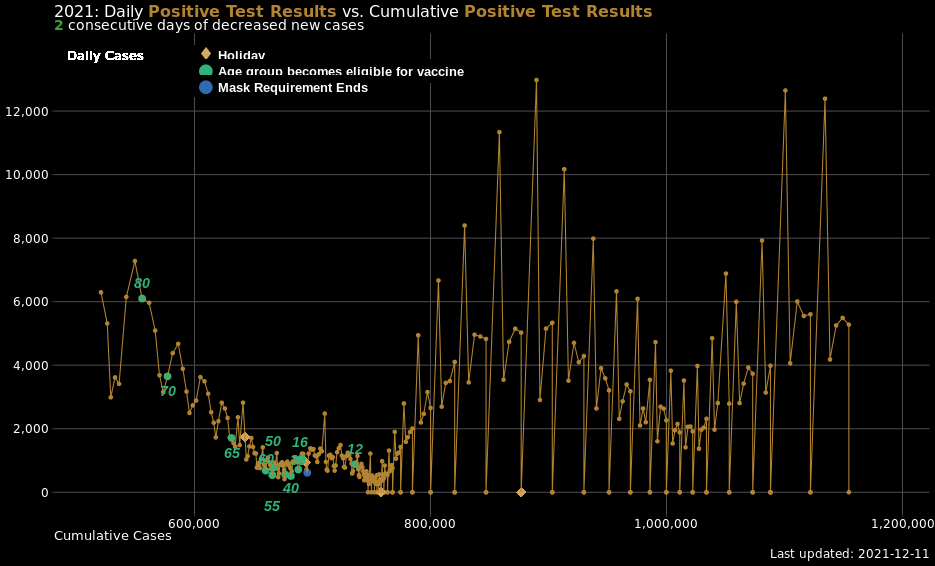 2021: Daily Positive Test Results vs. Cumulative Positive Test Results
2 consecutive days of decreased new cases
Daily Cases
Holiday
Age group becomes eligible for vaccine
Mask Requirement Ends
12,000
10,000
8,000
6,000
4,000
2,000
0
80
70
65
50
60
55
40
16
12
600,000
800,000
1,000,000
1,200,000
Cumulative Cases
Last updated: 2021-12-11